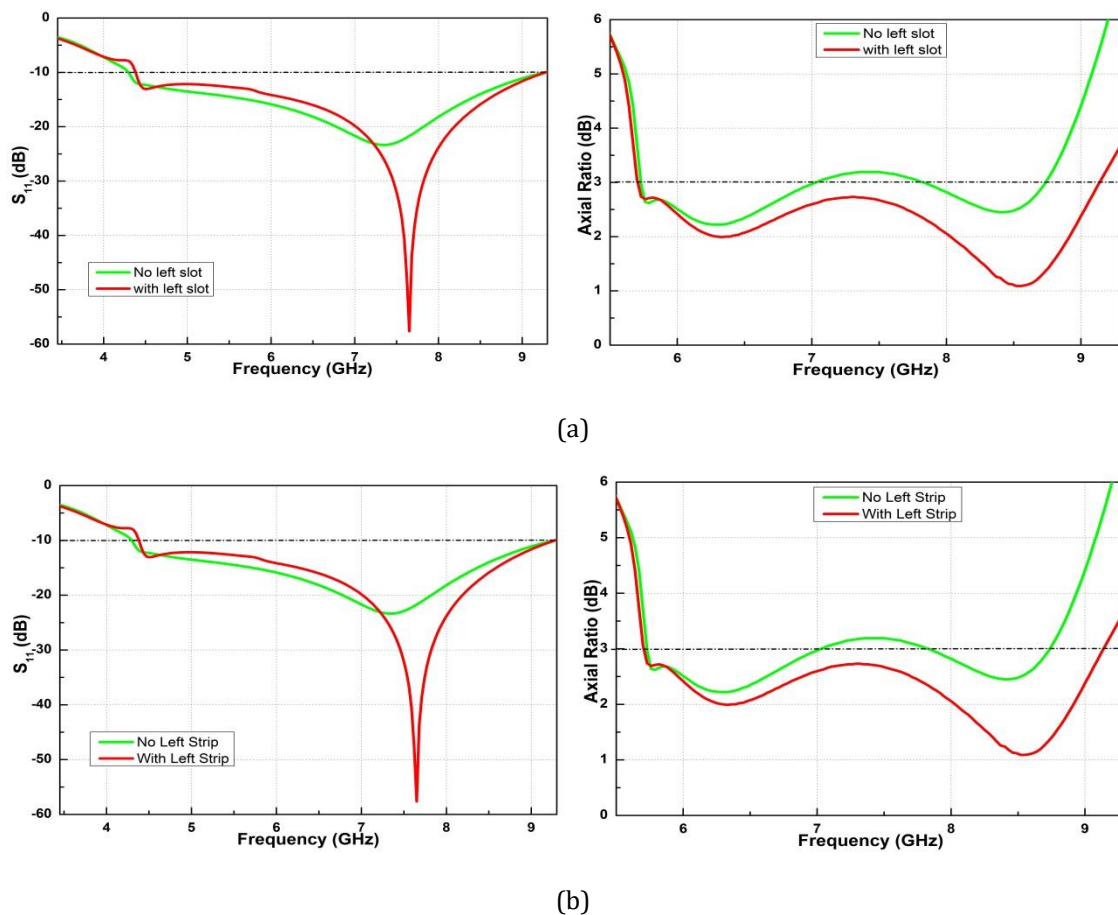 0
-10
-20
-30
-40
-50
-60
S11 (dB)
No left slot
with left slot
4 5 6 7 8 9
Frequency (GHz)
6
5
4
3
2
1
0
Axial Ratio (dB)
No left slot
with left slot
6 7 8 9
Frequency (GHz)
(a)
0
-10
-20
-30
-40
-50
-60
S11 (dB)
No Left Strip
With Left Strip
4 5 6 7 8 9
Frequency (GHz)
6
5
4
3
2
1
0
Axial Ratio (dB)
No Left Strip
With Left Strip
6 7 8 9
Frequency (GHz)
(b)